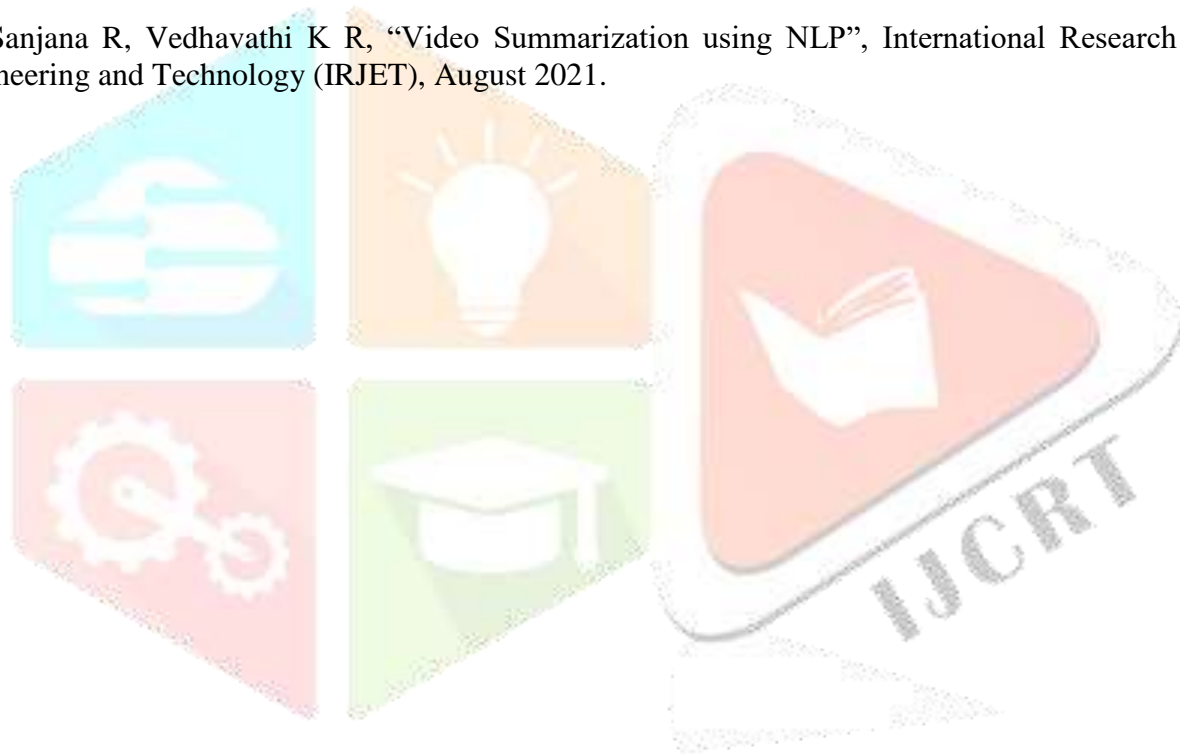 Sanjana R, Vedhavathi K R, “Video Summarization using NLP”, International Research
neering and Technology (IRJET), August 2021.
IJCRT